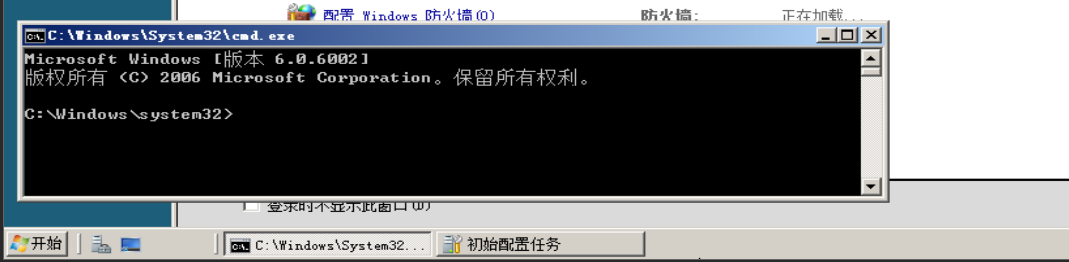 配置 Windows 防火墙(O)
防火墙:
正在加载...
C:\Windows\System32\cmd.exe
Microsoft Windows [版本 6.0.6002]
版权所有 (C) 2006 Microsoft Corporation。保留所有权利。
C:\Windows\system32>
登录时不显示此窗口(D)
开始
C:\Windows\System32...
初始配置任务